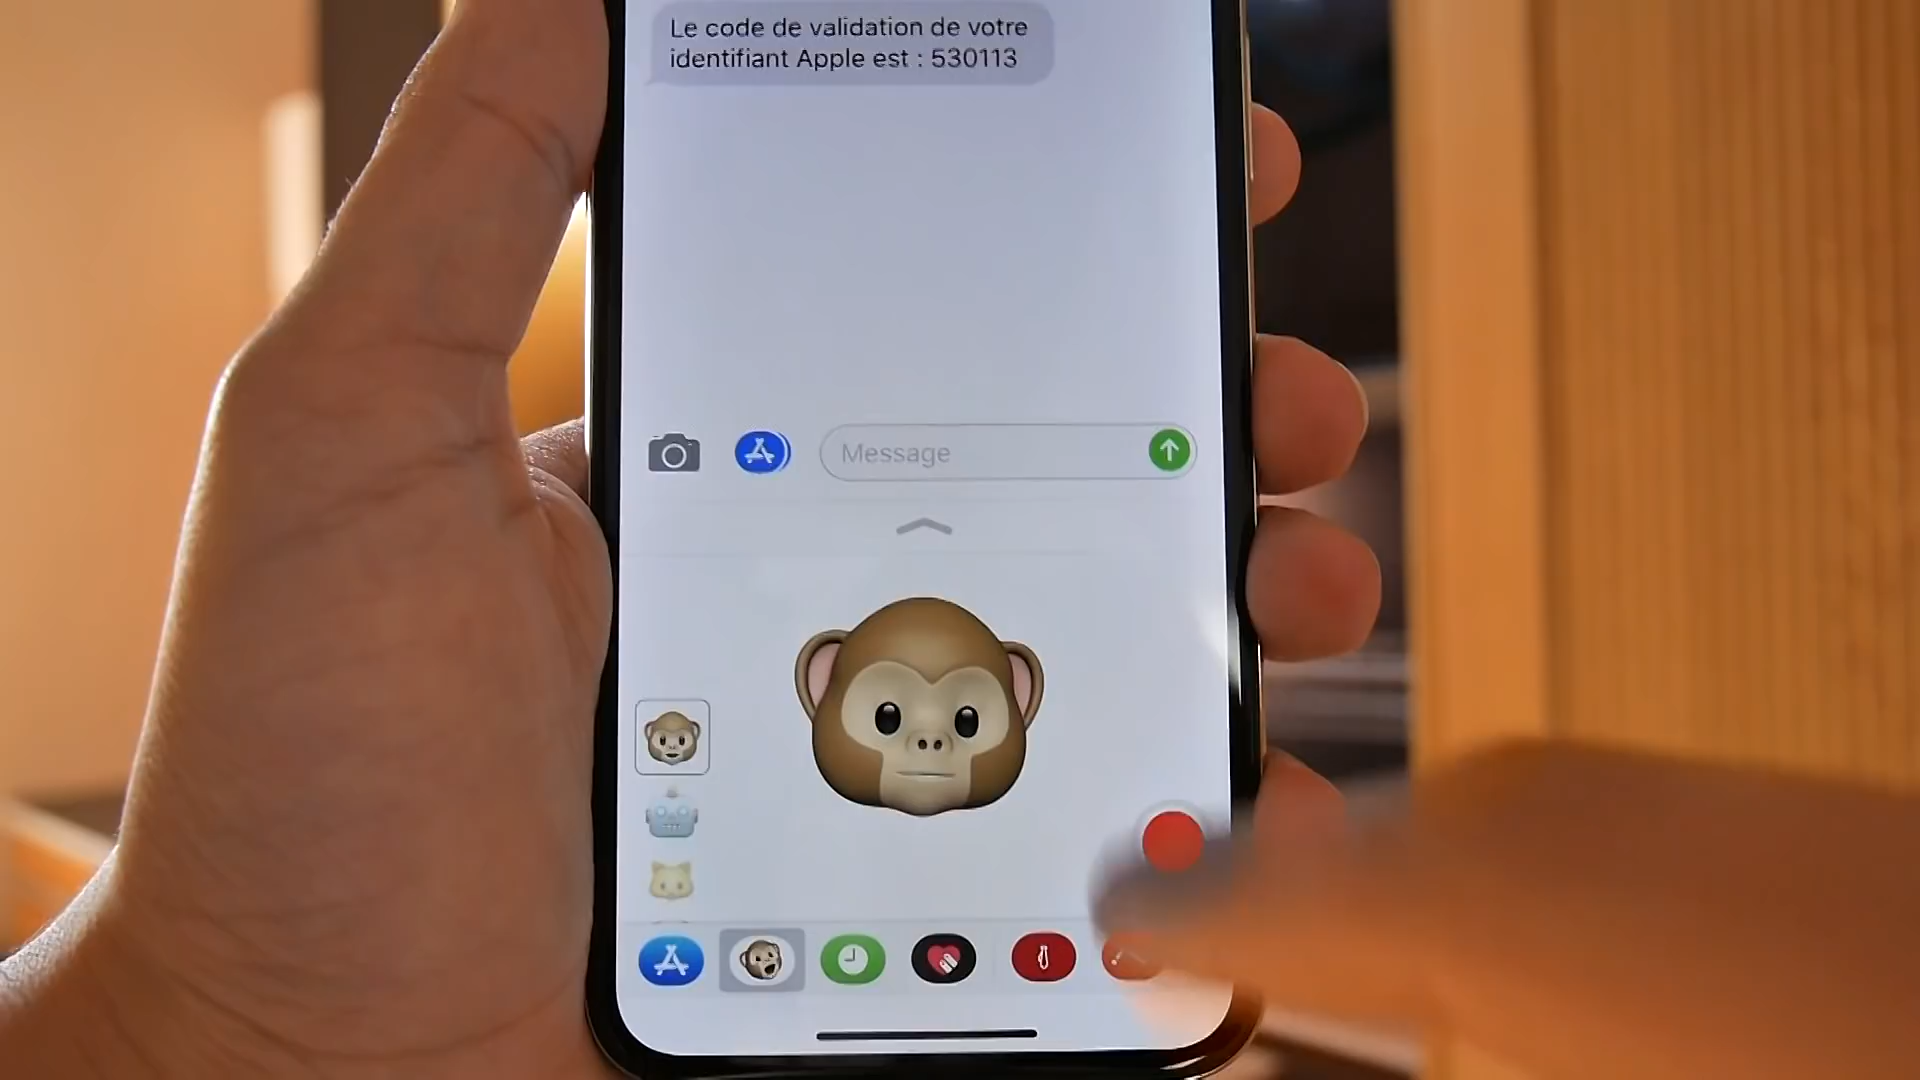 Le code de validation de votre
identifiant Apple est : 530113
Message